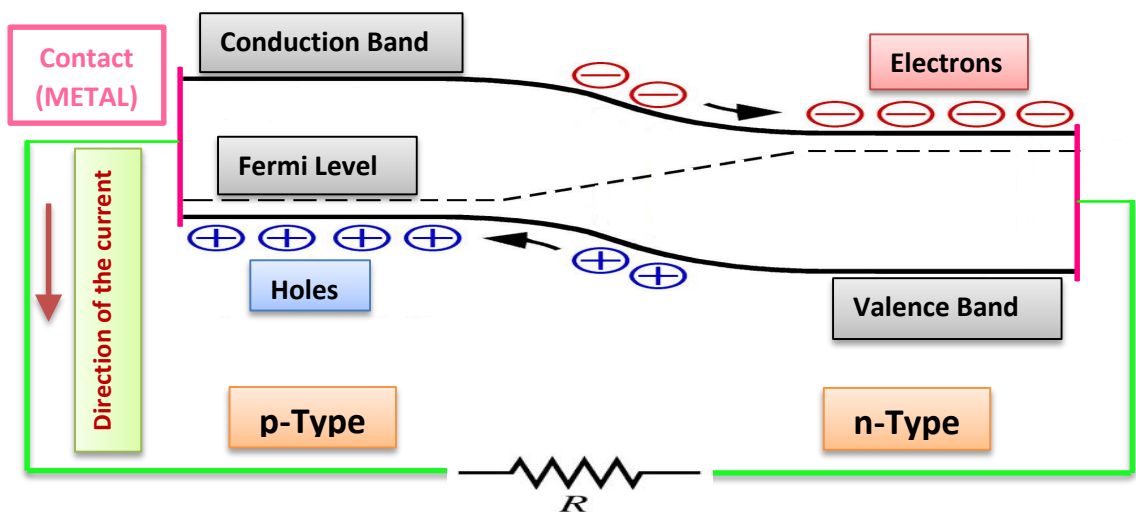 Contact
(METAL)
Conduction Band
Electrons
Fermi Level
Direction of the current
Holes
Valence Band
p-Type
n-Type
R